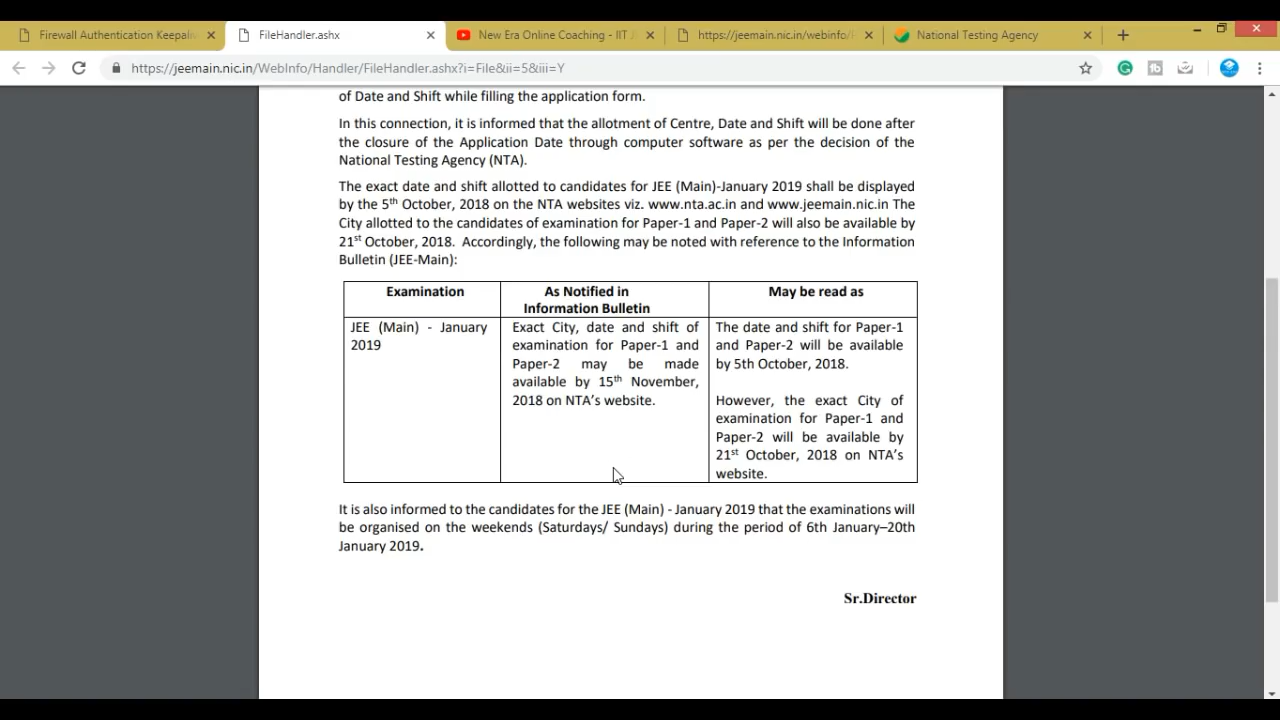 Firewall Authentication Keepali
FileHandler.ashx
New Era Online Coaching - IIT J
https://jeemain.nic.in/webinfo/
National Testing Agency
https://jeemain.nic.in/WebInfo/Handler/FileHandler.ashx?i=File&ii=5&iii=Y
of Date and Shift while filling the application form.
In this connection, it is informed that the allotment of Centre, Date and Shift will be done after
the closure of the Application Date through computer software as per the decision of the
National Testing Agency (NTA).
The exact date and shift allotted to candidates for JEE (Main)-January 2019 shall be displayed
by the 5th October, 2018 on the NTA websites viz. www.nta.ac.in and www.jeemain.nic.in The
City allotted to the candidates of examination for Paper-1 and Paper-2 will also be available by
21st October, 2018. Accordingly, the following may be noted with reference to the Information
Bulletin (JEE-Main):
Examination
As Notified in
Information Bulletin
May be read as
JEE (Main) - January
2019
Exact City, date and shift of
examination for Paper-1 and
Paper-2 may be made
available by 15th November,
2018 on NTA's website.
The date and shift for Paper-1
and Paper-2 will be available
by 5th October, 2018.
However, the exact City of
examination for Paper-1 and
Paper-2 will be available by
21st October, 2018 on NTA's
website.
It is also informed to the candidates for the JEE (Main) - January 2019 that the examinations will
be organised on the weekends (Saturdays/ Sundays) during the period of 6th January–20th
January 2019.
Sr.Director